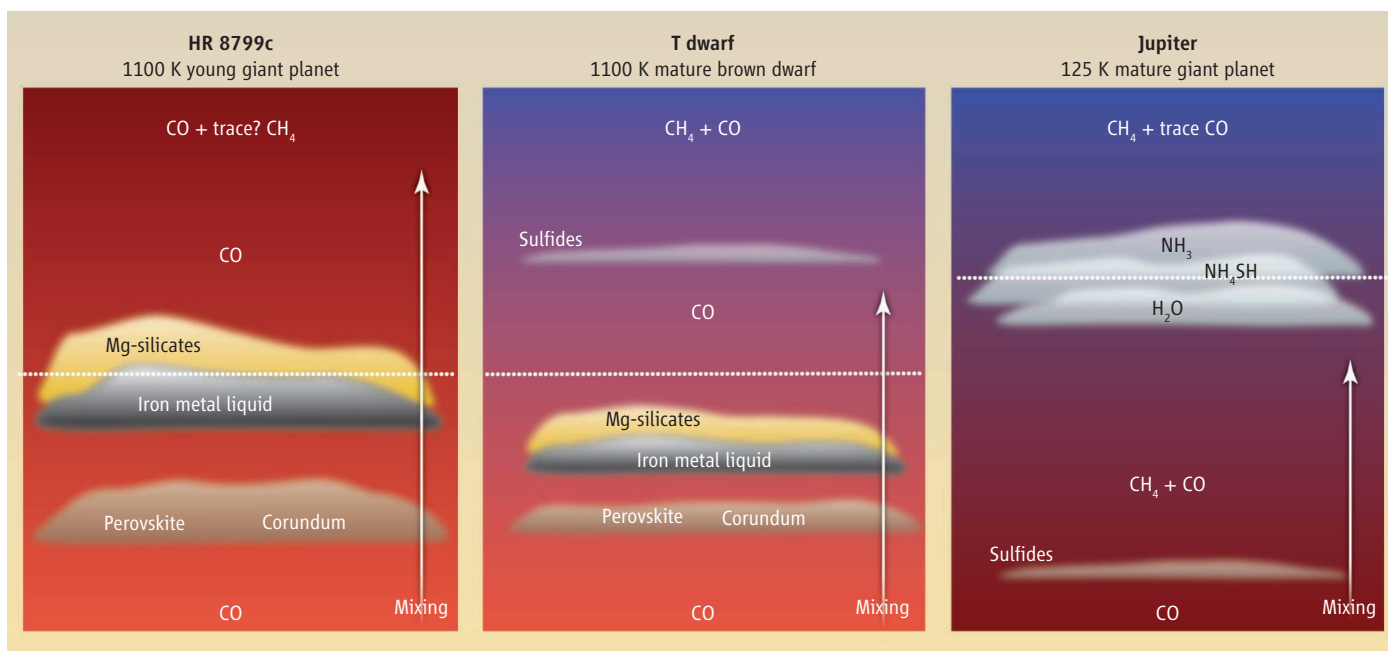 HR 8799c
1100 K young giant planet
CO + trace? CH₄
CO
Mg-silicates
Iron metal liquid
Perovskite
Corundum
CO
Mixing
T dwarf
1100 K mature brown dwarf
CH₄ + CO
Sulfides
CO
Mg-silicates
Iron metal liquid
Perovskite
Corundum
CO
Mixing
Jupiter
125 K mature giant planet
CH₄ + trace CO
NH₃
NH₄SH
H₂O
CH₄ + CO
Sulfides
CO
Mixing